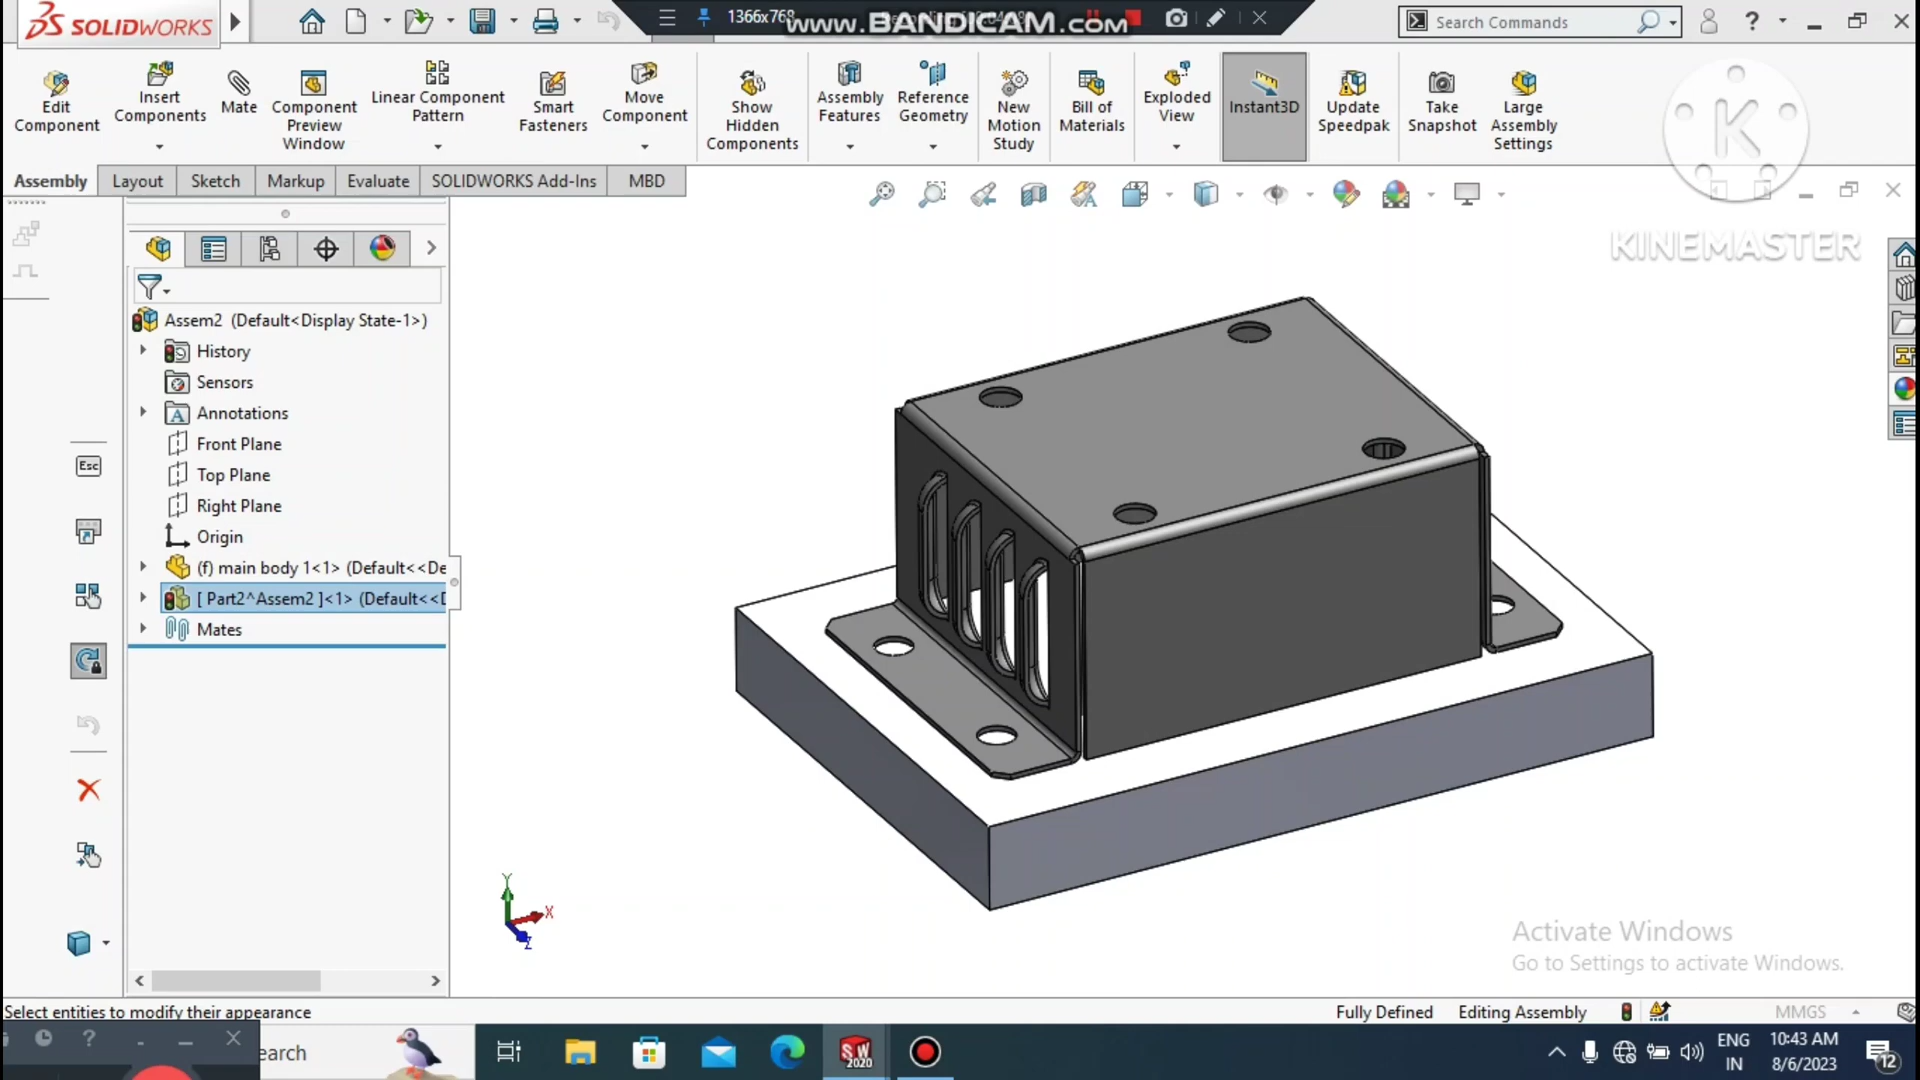 SOLIDWORKS
1366x768
www.BANDICAM.com
Search Commands
Edit
Component
Insert
Components
Mate
Component
Preview
Window
Linear Component
Pattern
Smart
Fasteners
Move
Component
Show
Hidden
Components
Assembly
Features
Reference
Geometry
New
Motion
Study
Bill of
Materials
Exploded
View
Instant3D
Update
Speedpak
Take
Snapshot
Large
Assembly
Settings
K
KINEMASTER
Assembly
Layout
Sketch
Markup
Evaluate
SOLIDWORKS Add-Ins
MBD
Assem2 (Default<Display State-1>)
History
Sensors
Annotations
Front Plane
Top Plane
Right Plane
Origin
(f) main body 1<1> (Default<<De
[ Part2^Assem2 ]<1> (Default<<D
Mates
Esc
Y
X
Z
Activate Windows
Go to Settings to activate Windows.
Select entities to modify their appearance
Fully Defined
Editing Assembly
MMGS
earch
SW
2020
ENG
IN
10:43 AM
8/6/2023
12